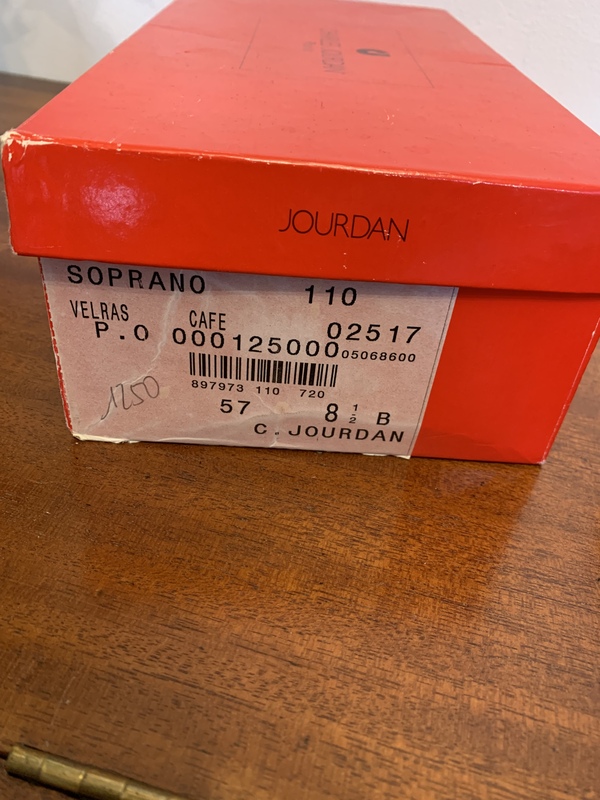 JOURDAN
SOPRANO 110
VELRAS CAFE 02517
P.O 000125000 05068600
897973 110 720
1250
57 8 1/2 B
C.JOURDAN